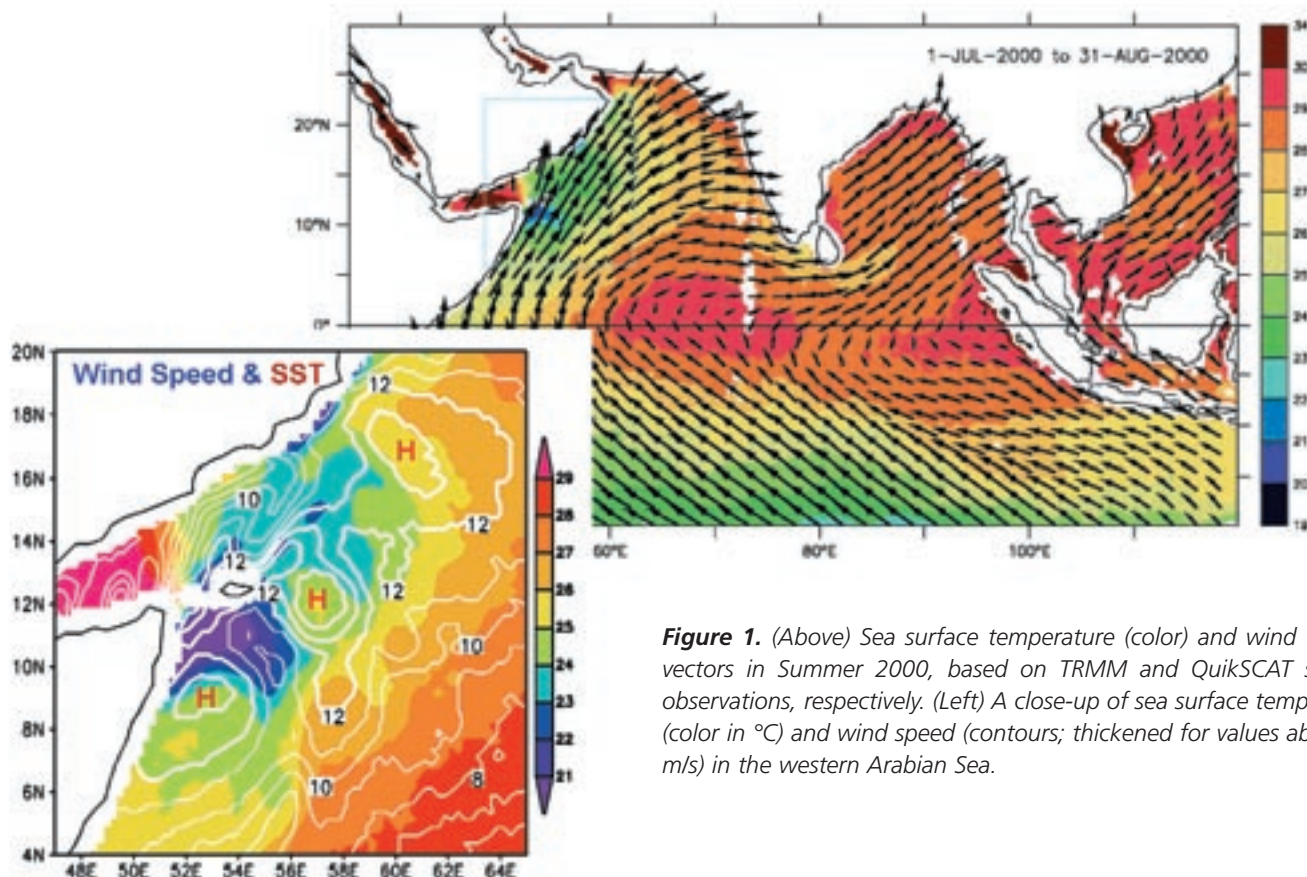 1-JUL-2000 to 31-AUG-2000
20°N
10°N
0°
60°E 80°E 100°E
Wind Speed & SST
20N
18N
16N
14N
12N
10N
8N
6N
4N
48E 50E 52E 54E 56E 58E 60E 62E 64E
12
H
10
12
12
12
H
12
10
H
12
10
8
29
28
27
26
25
24
23
22
21
Figure 1. (Above) Sea surface temperature (color) and wind
vectors in Summer 2000, based on TRMM and QuikSCAT s
observations, respectively. (Left) A close-up of sea surface temp
(color in °C) and wind speed (contours; thickened for values ab
m/s) in the western Arabian Sea.